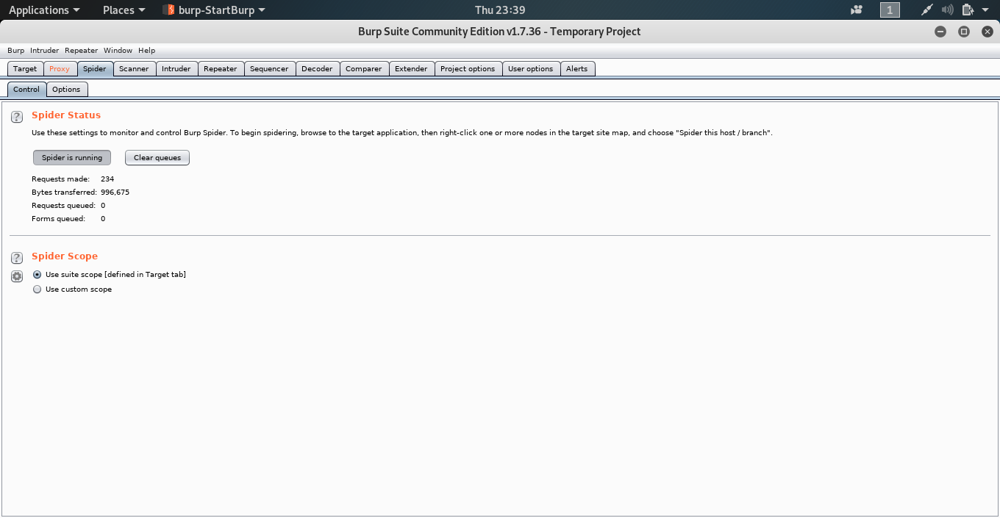 Applications Places burp-StartBurp Thu 23:39 1
Burp Suite Community Edition v1.7.36 - Temporary Project
Burp Intruder Repeater Window Help
Target Proxy Spider Scanner Intruder Repeater Sequencer Decoder Comparer Extender Project options User options Alerts
Control Options
? Spider Status
Use these settings to monitor and control Burp Spider. To begin spidering, browse to the target application, then right-click one or more nodes in the target site map, and choose "Spider this host / branch".
Spider is running Clear queues
Requests made: 234
Bytes transferred: 996,675
Requests queued: 0
Forms queued: 0
? Spider Scope
Use suite scope [defined in Target tab]
Use custom scope